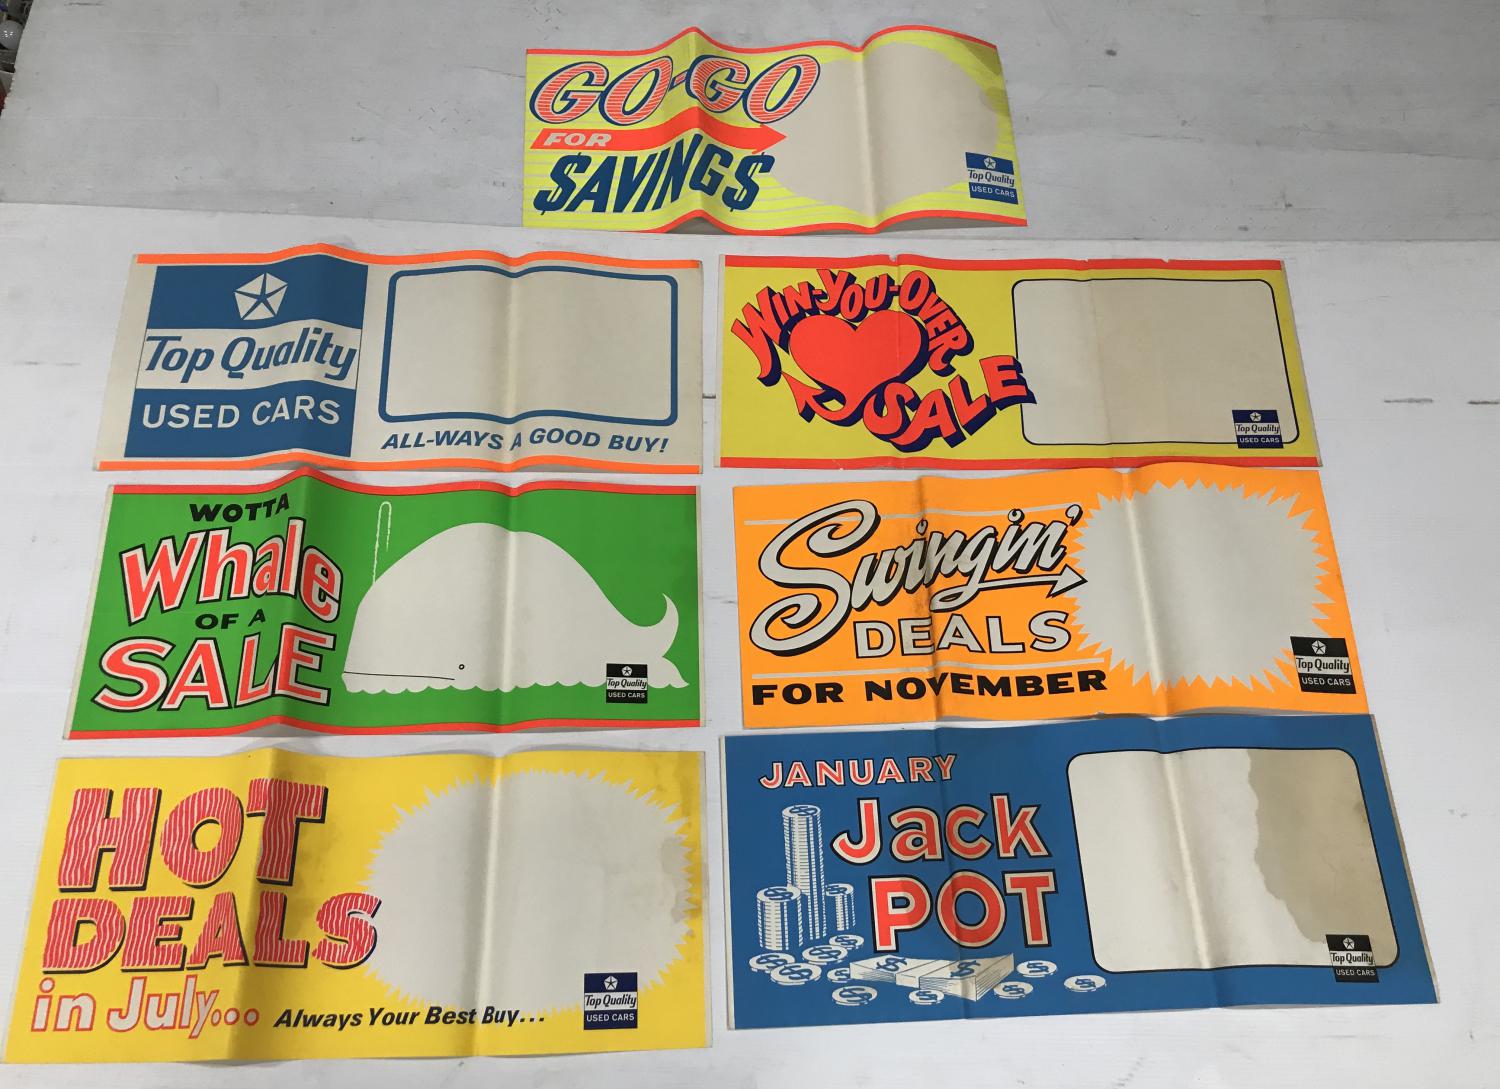 GO-GO
FOR
$AVING$
Top Quality
USED CARS
Top Quality
USED CARS
ALL-WAYS A GOOD BUY!
WIN-YOU-OVER
SALE
Top Quality
USED CARS
WOTTA
Whale
OF A
SALE
Top Quality
USED CARS
Swingin'
DEALS
FOR NOVEMBER
Top Quality
USED CARS
HOT
DEALS
in July...
Always Your Best Buy...
Top Quality
USED CARS
JANUARY
Jack
POT
$ $ $ $ $ $ $ $ $ $ $ $ $
Top Quality
USED CARS